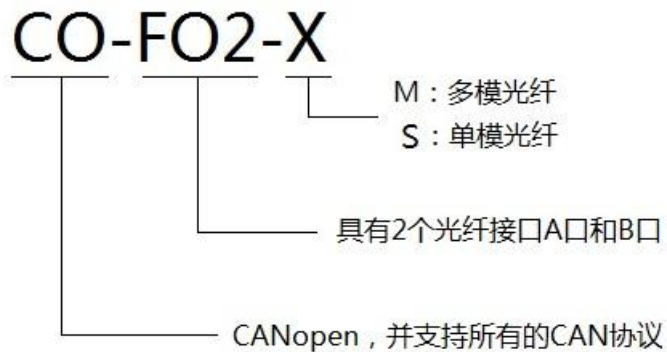 CO-FO2-X
M：多模光纤
S：单模光纤
具有2个光纤接口A口和B口
CANopen，并支持所有的CAN协议